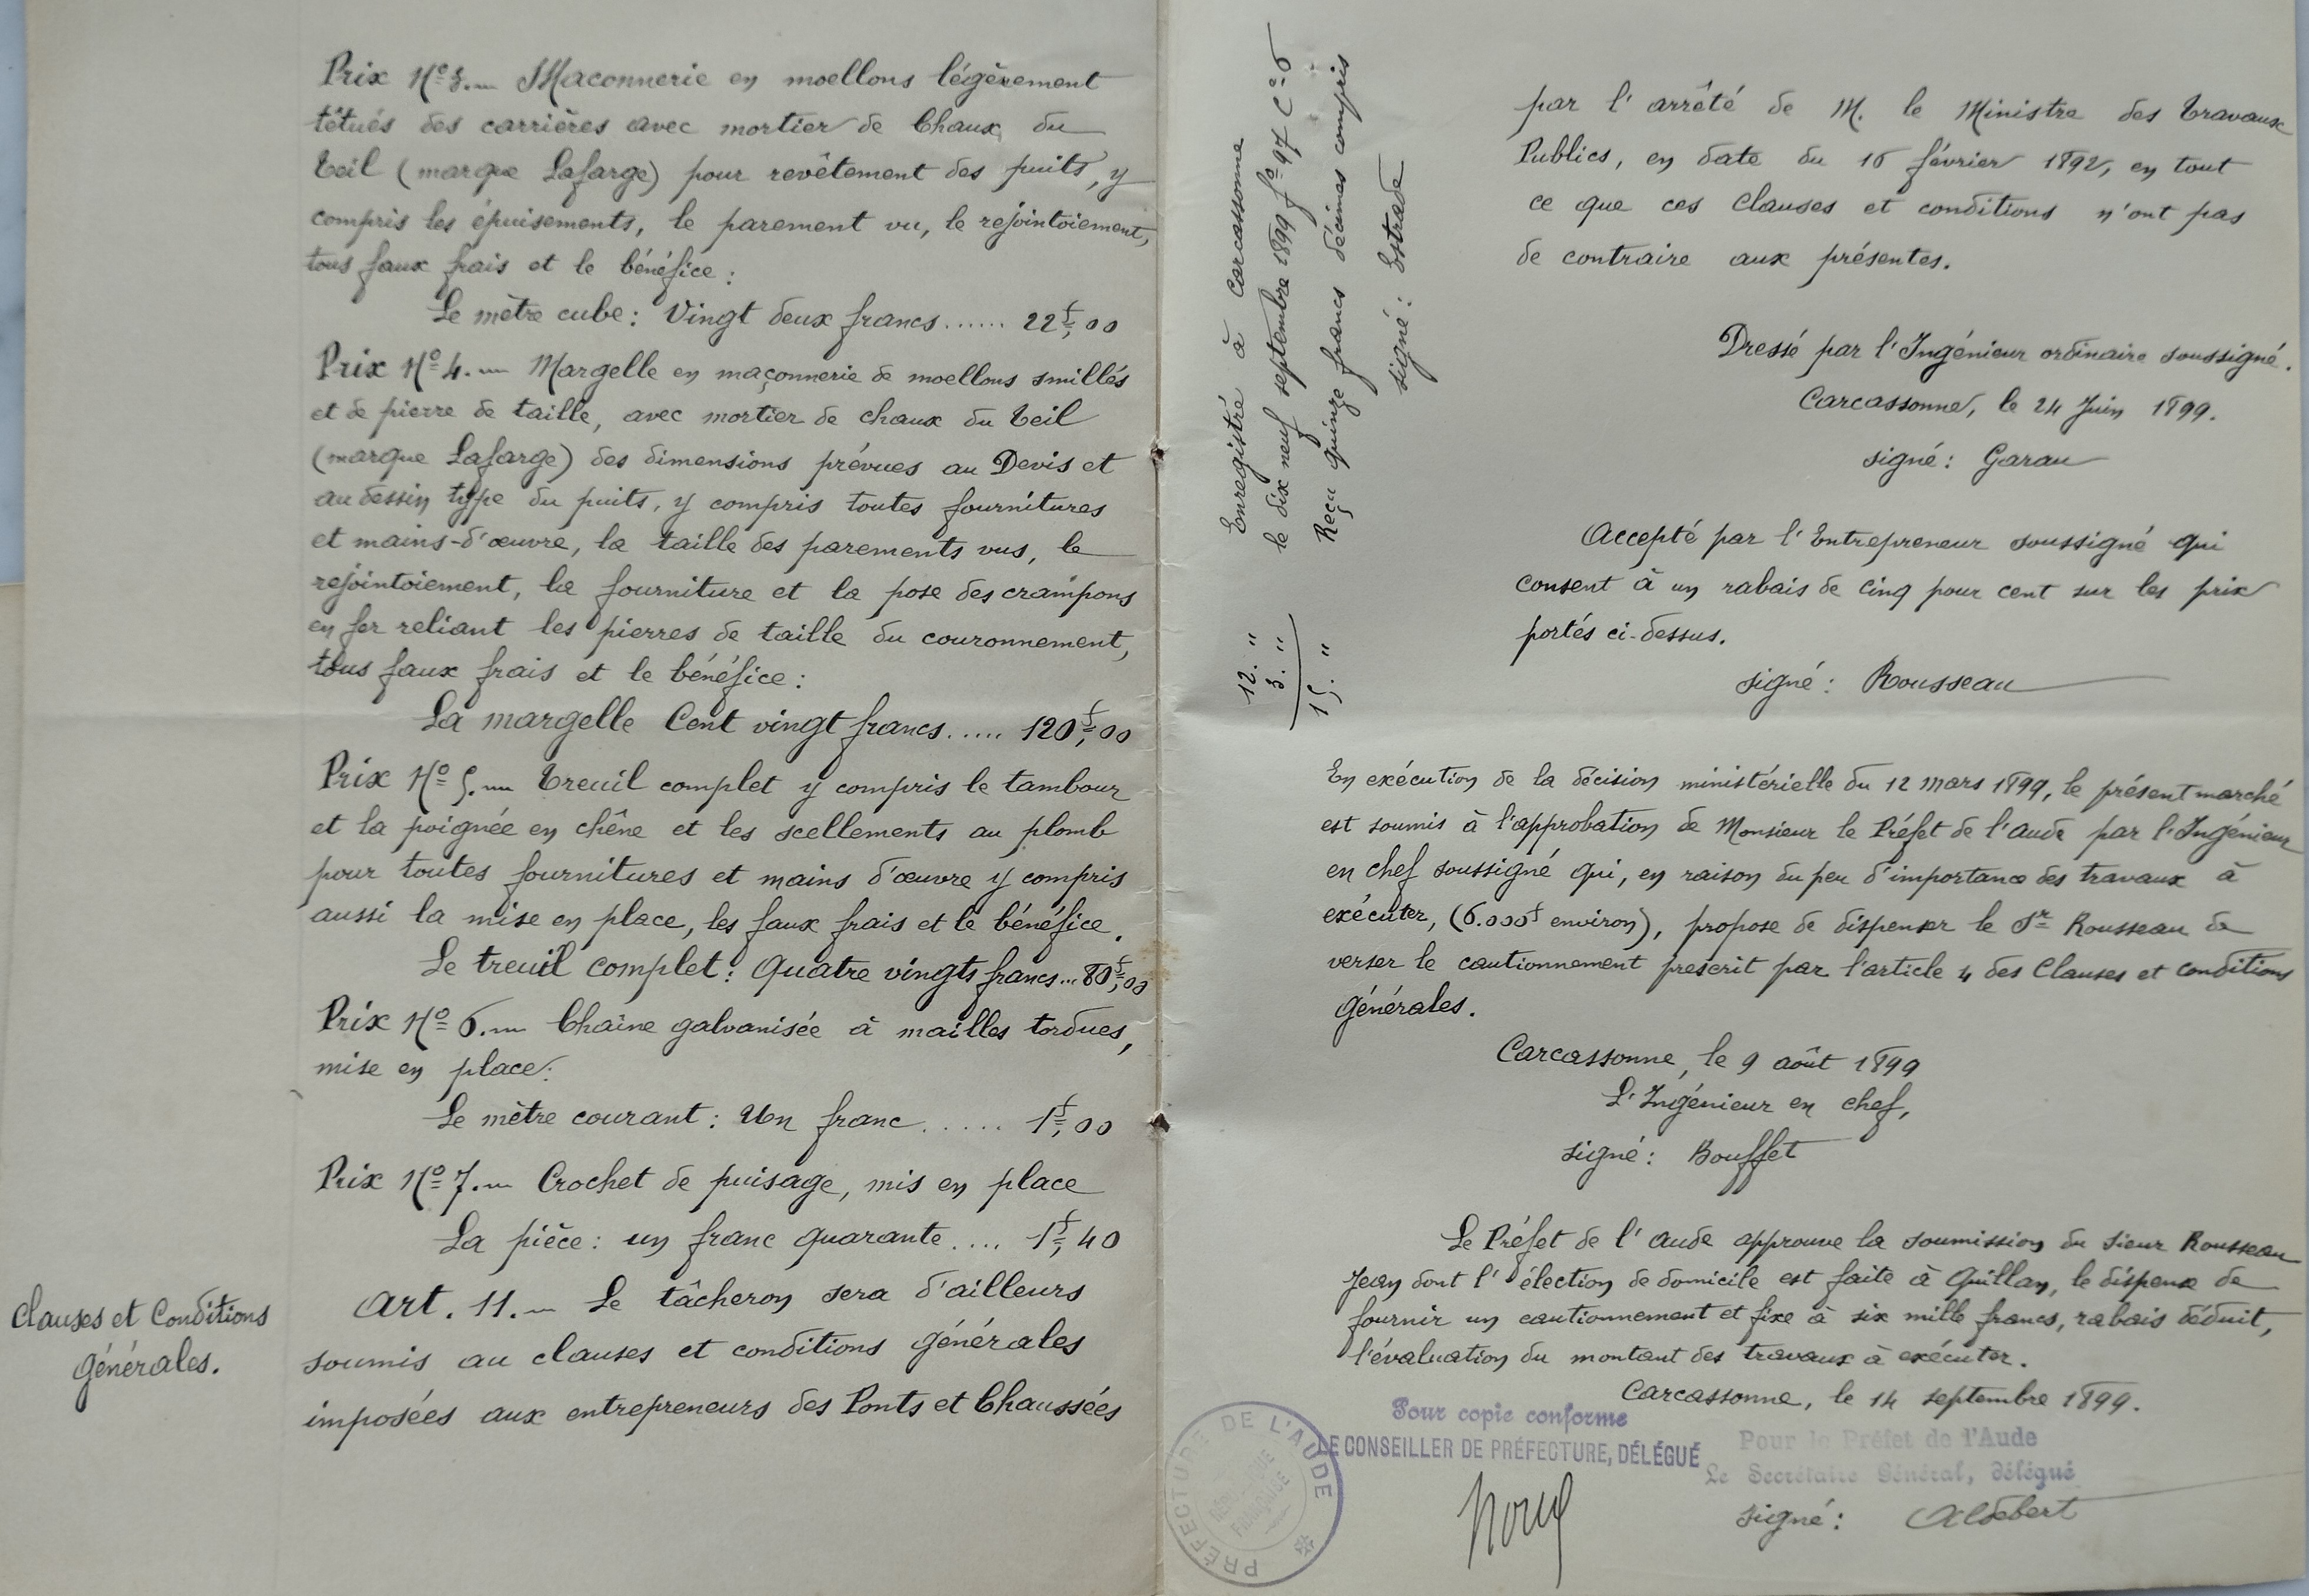 Prix Nº 3. — Maconnerie en moellons légèrement
têtués des carrières avec mortier de Chaux du
Teil (marque Lafarge) pour revêtement des puits, y
compris les épuisements, le parement vu, le rejointoiement,
tous faux frais et le bénéfice :
Le mètre cube : Vingt deux francs ...... 22f,00
Prix Nº 4. — Margelle en maçonnerie de moellons smillés
et de pierre de taille, avec mortier de chaux du Teil
(marque Lafarge) des dimensions prévues au Devis et
au dessin type du puits, y compris toutes fournitures
et mains-d'œuvre, la taille des parements vus, le
rejointoiement, la fourniture et la pose des crampons
en fer reliant les pierres de taille du couronnement,
tous faux frais et le bénéfice :
La margelle Cent vingt francs ..... 120f,00
Prix Nº 5. — Treuil complet y compris le tambour
et la poignée en chêne et les scellements au plomb
pour toutes fournitures et mains d'œuvre y compris
aussi la mise en place, les faux frais et le bénéfice.
Le treuil complet : Quatre vingts francs ... 80f,00
Prix Nº 6. — Chaîne galvanisée à mailles tordues,
mise en place :
Le mètre courant : Un franc ...... 1f,00
Prix Nº 7. — Crochet de puisage, mis en place
La pièce : un franc quarante .... 1f,40
Clauses et Conditions
Générales.
Art. 11. — Le tâcheron sera d'ailleurs
soumis au clauses et conditions générales
imposées aux entrepreneurs des Ponts et Chaussées
Enregistré à Carcassonne
le dix neuf septembre 1899 fº 97 Cº 6
Reçu quinze francs décimes compris
signé : Estrade
12. "
3. "
15. "
par l'arrêté de M. le Ministre des Travaux
Publics, en date du 16 février 1892, en tout
ce que ces Clauses et conditions n'ont pas
de contraire aux présentes.
Dressé par l'Ingénieur ordinaire soussigné.
Carcassonne, le 24 Juin 1899.
signé : Garau
Accepté par l'Entrepreneur soussigné qui
consent à un rabais de cinq pour cent sur les prix
portés ci-dessus.
signé : Rousseau
En exécution de la décision ministérielle du 12 mars 1899, le présent marché
est soumis à l'approbation de Monsieur le Préfet de l'Aude par l'Ingénieur
en chef soussigné qui, en raison du peu d'importance des travaux à
exécuter, (6.000f environ), propose de dispenser le Sr Rousseau de
verser le cautionnement prescrit par l'article 4 des Clauses et conditions
Générales.
Carcassonne, le 9 août 1899
L'Ingénieur en chef,
signé : Bouffet
Le Préfet de l'Aude approuve la soumission du sieur Rousseau
Jean dont l'élection de domicile est faite à Quillan, le dispense de
fournir un cautionnement et fixe à six mille francs, rabais déduit,
l'évaluation du montant des travaux à exécuter.
Carcassonne, le 14 septembre 1899.
Pour copie conforme
LE CONSEILLER DE PRÉFECTURE, DÉLÉGUÉ
Pour le Préfet de l'Aude
Le Secrétaire Général, délégué
signé : Aldebert
PRÉFECTURE DE L'AUDE
RÉPUBLIQUE
FRANÇAISE